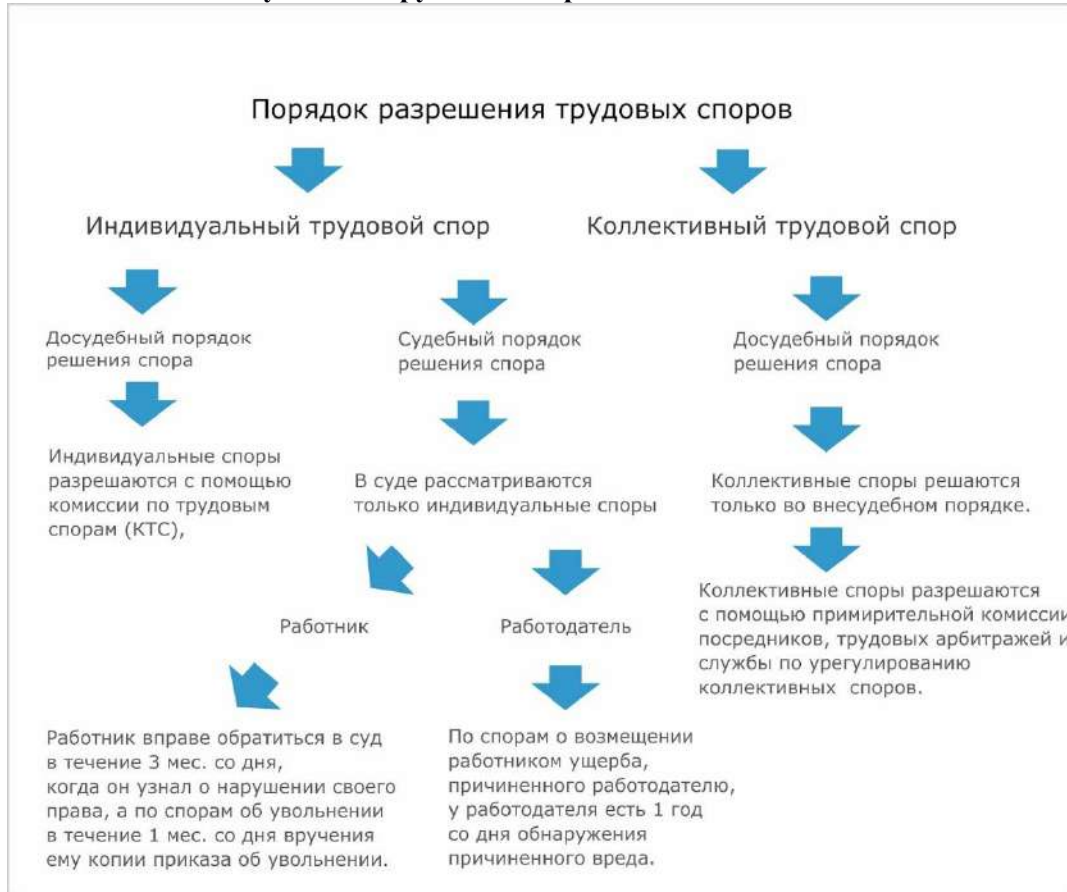 Порядок разрешения трудовых споров
Индивидуальный трудовой спор
Коллективный трудовой спор
Досудебный порядок
решения спора
Судебный порядок
решения спора
Досудебный порядок
решения спора
Индивидуальные споры
разрешаются с помощью
комиссии по трудовым
спорам (КТС),
В суде рассматриваются
только индивидуальные споры
Коллективные споры решаются
только во внесудебном порядке.
Работник
Работодатель
Коллективные споры разрешаются
с помощью примирительной комиссии
посредников, трудовых арбитражей и
службы по урегулированию
коллективных споров.
Работник вправе обратиться в суд
в течение 3 мес. со дня,
когда он узнал о нарушении своего
права, а по спорам об увольнении
в течение 1 мес. со дня вручения
ему копии приказа об увольнении.
По спорам о возмещении
работником ущерба,
причиненного работодателю,
у работодателя есть 1 год
со дня обнаружения
причиненного вреда.